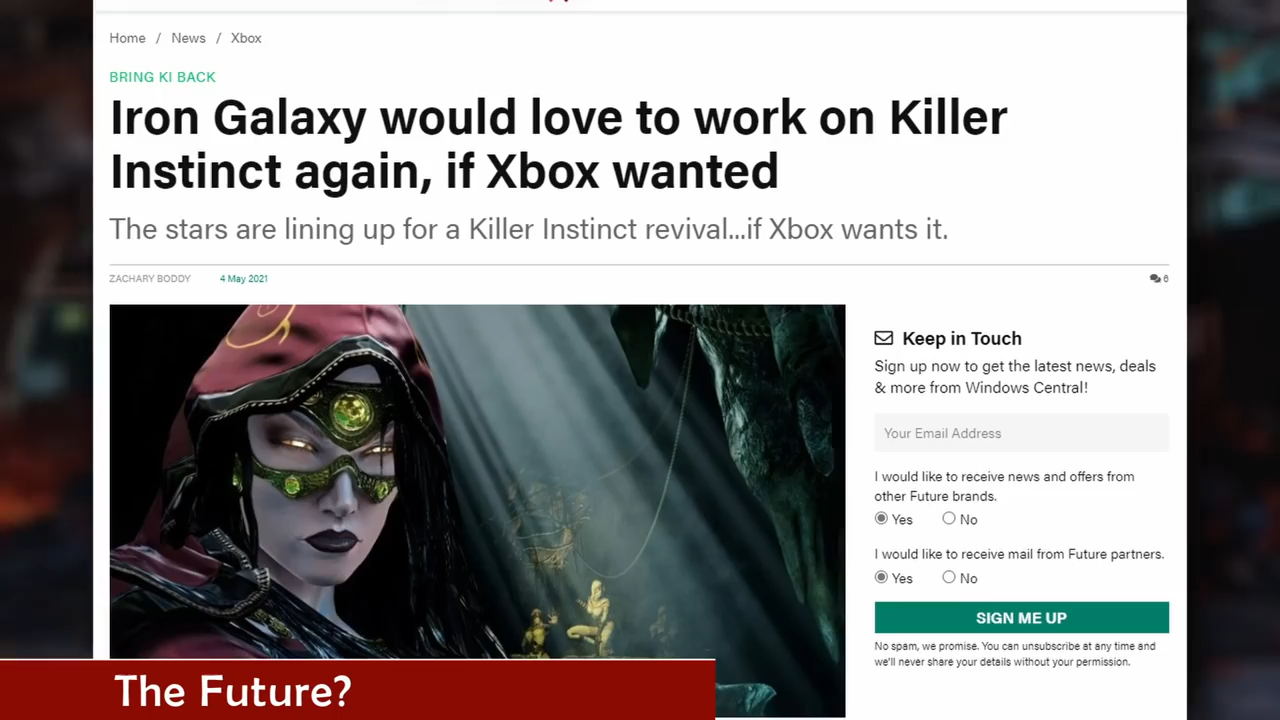 Home / News / Xbox
BRING KI BACK
Iron Galaxy would love to work on Killer
Instinct again, if Xbox wanted
The stars are lining up for a Killer Instinct revival...if Xbox wants it.
ZACHARY BODDY 4 May 2021 6
Keep in Touch
Sign up now to get the latest news, deals
& more from Windows Central!
Your Email Address
I would like to receive news and offers from
other Future brands.
Yes No
I would like to receive mail from Future partners.
Yes No
SIGN ME UP
No spam, we promise. You can unsubscribe at any time and
we'll never share your details without your permission.
The Future?